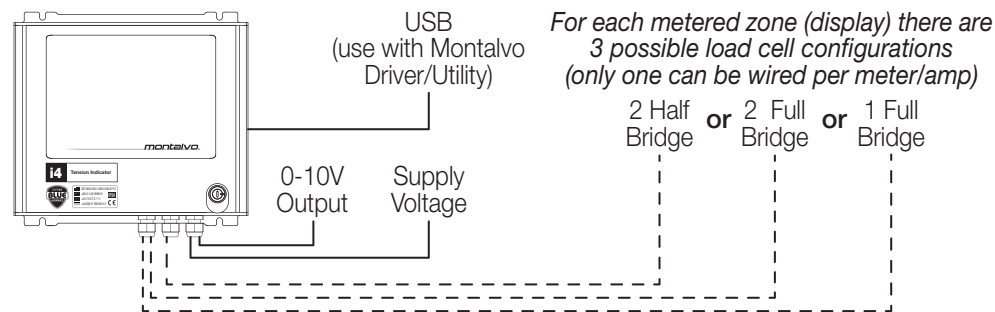 USB
(use with Montalvo
Driver/Utility)
For each metered zone (display) there are
3 possible load cell configurations
(only one can be wired per meter/amp)
2 Half
Bridge
or
2 Full
Bridge
or
1 Full
Bridge
montalvo.
i4 Tension Indicator
BLUE
CE
0-10V
Output
Supply
Voltage